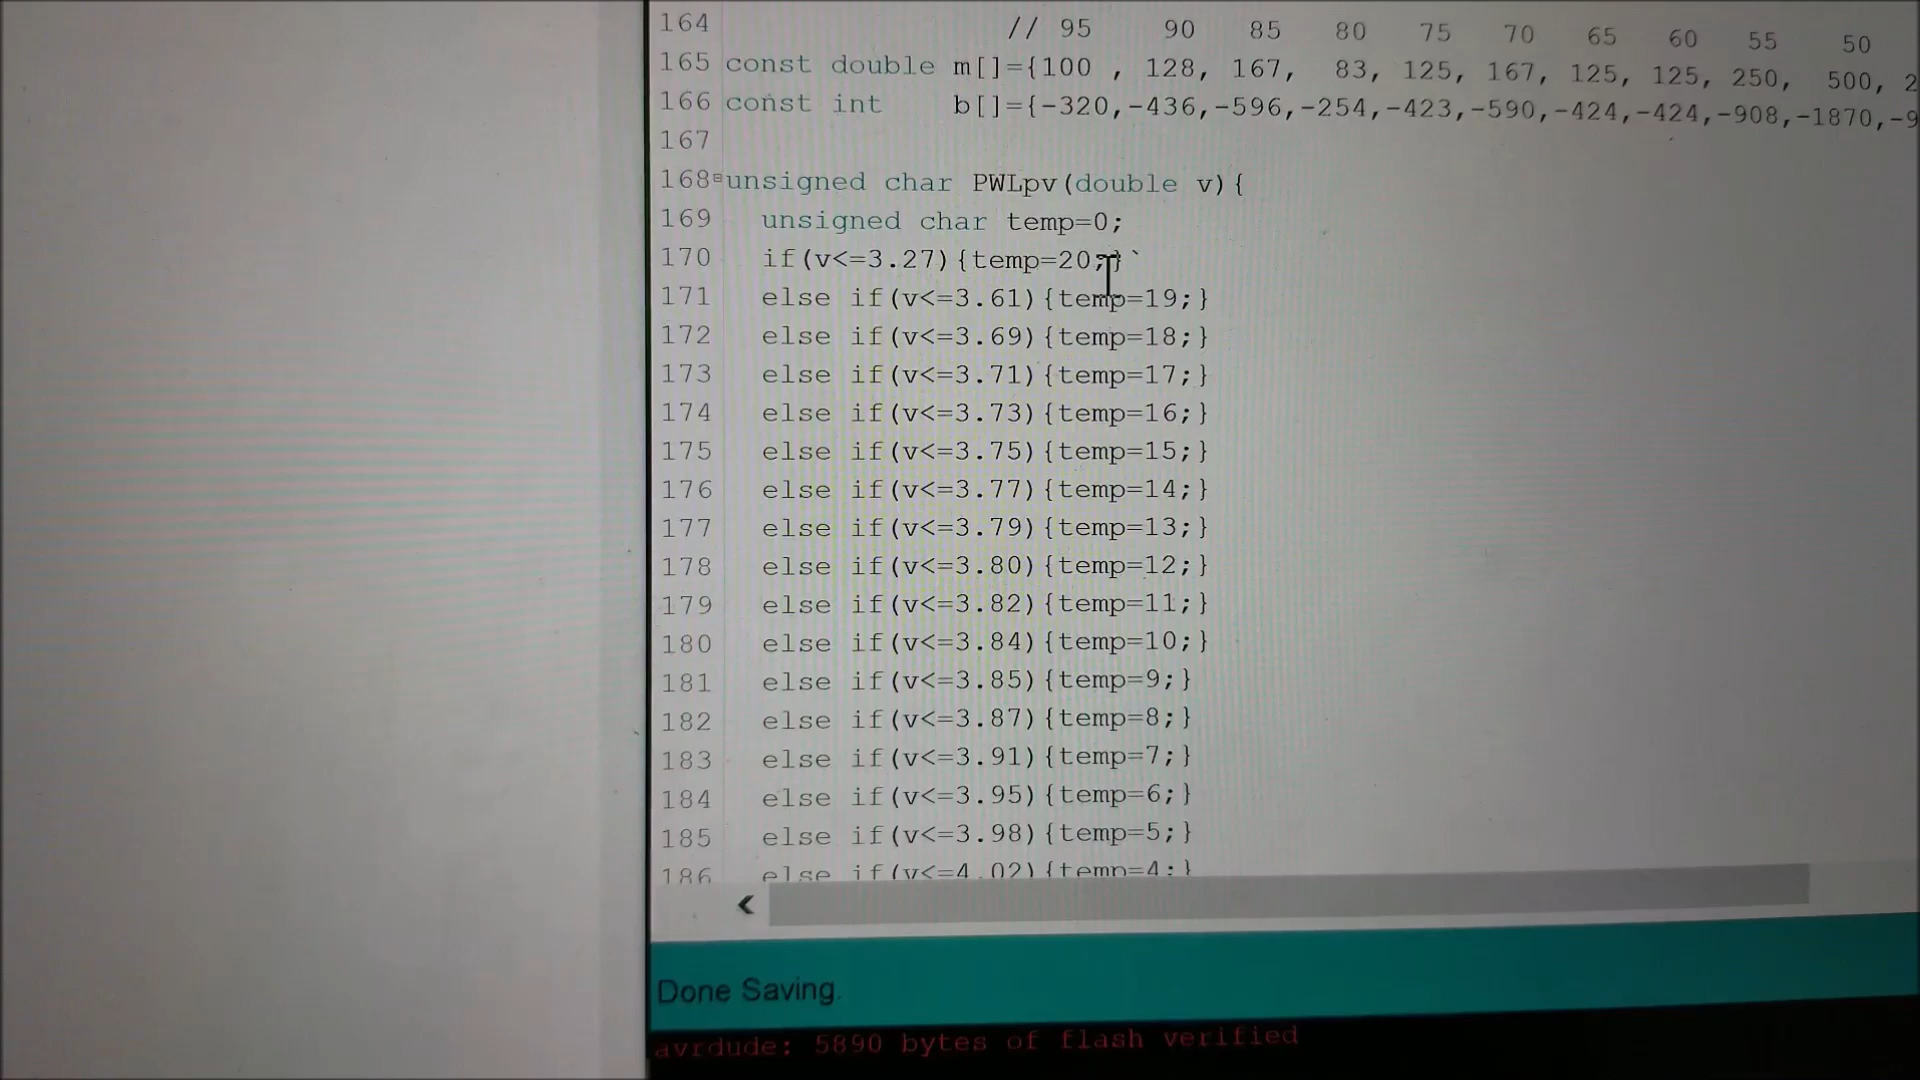 164 // 95 90 85 80 75 70 65 60 55 50
165 const double m[]={100 , 128, 167, 83, 125, 167, 125, 125, 250, 500, 2
166 const int b[]={-320,-436,-596,-254,-423,-590,-424,-424,-908,-1870,-9
167
168 unsigned char PWLpv(double v){
169 unsigned char temp=0;
170 if(v<=3.27){temp=20;}`
171 else if(v<=3.61){temp=19;}
172 else if(v<=3.69){temp=18;}
173 else if(v<=3.71){temp=17;}
174 else if(v<=3.73){temp=16;}
175 else if(v<=3.75){temp=15;}
176 else if(v<=3.77){temp=14;}
177 else if(v<=3.79){temp=13;}
178 else if(v<=3.80){temp=12;}
179 else if(v<=3.82){temp=11;}
180 else if(v<=3.84){temp=10;}
181 else if(v<=3.85){temp=9;}
182 else if(v<=3.87){temp=8;}
183 else if(v<=3.91){temp=7;}
184 else if(v<=3.95){temp=6;}
185 else if(v<=3.98){temp=5;}
186 else if(v<=4.02){temp=4;}
Done Saving.
avrdude: 5890 bytes of flash verified